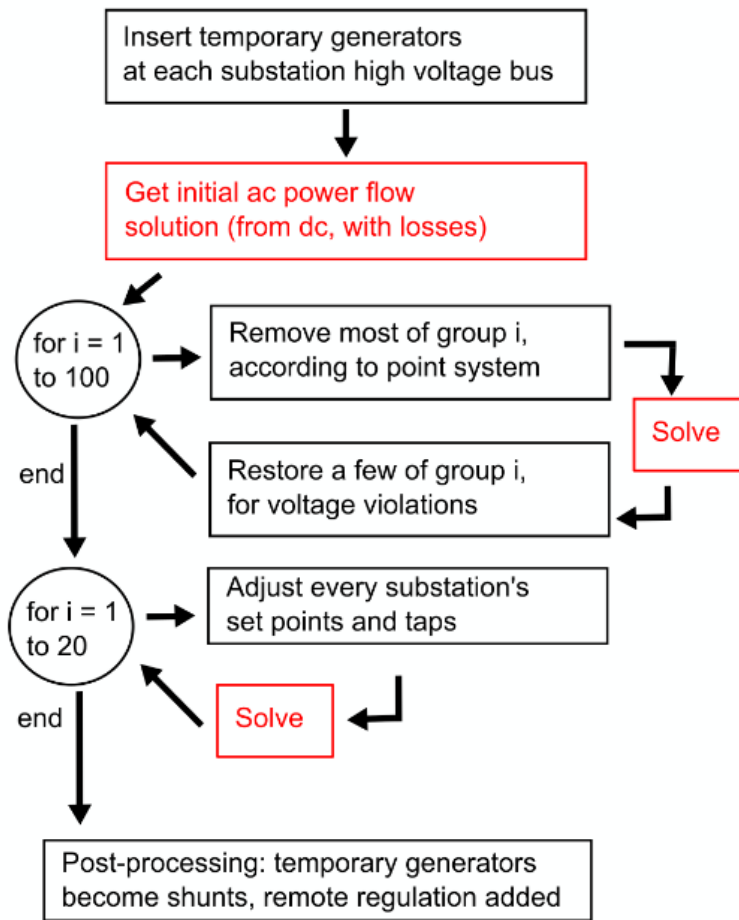 Insert temporary generators
at each substation high voltage bus
Get initial ac power flow
solution (from dc, with losses)
for i = 1
to 100
Remove most of group i,
according to point system
Solve
Restore a few of group i,
for voltage violations
end
for i = 1
to 20
Adjust every substation's
set points and taps
Solve
end
Post-processing: temporary generators
become shunts, remote regulation added